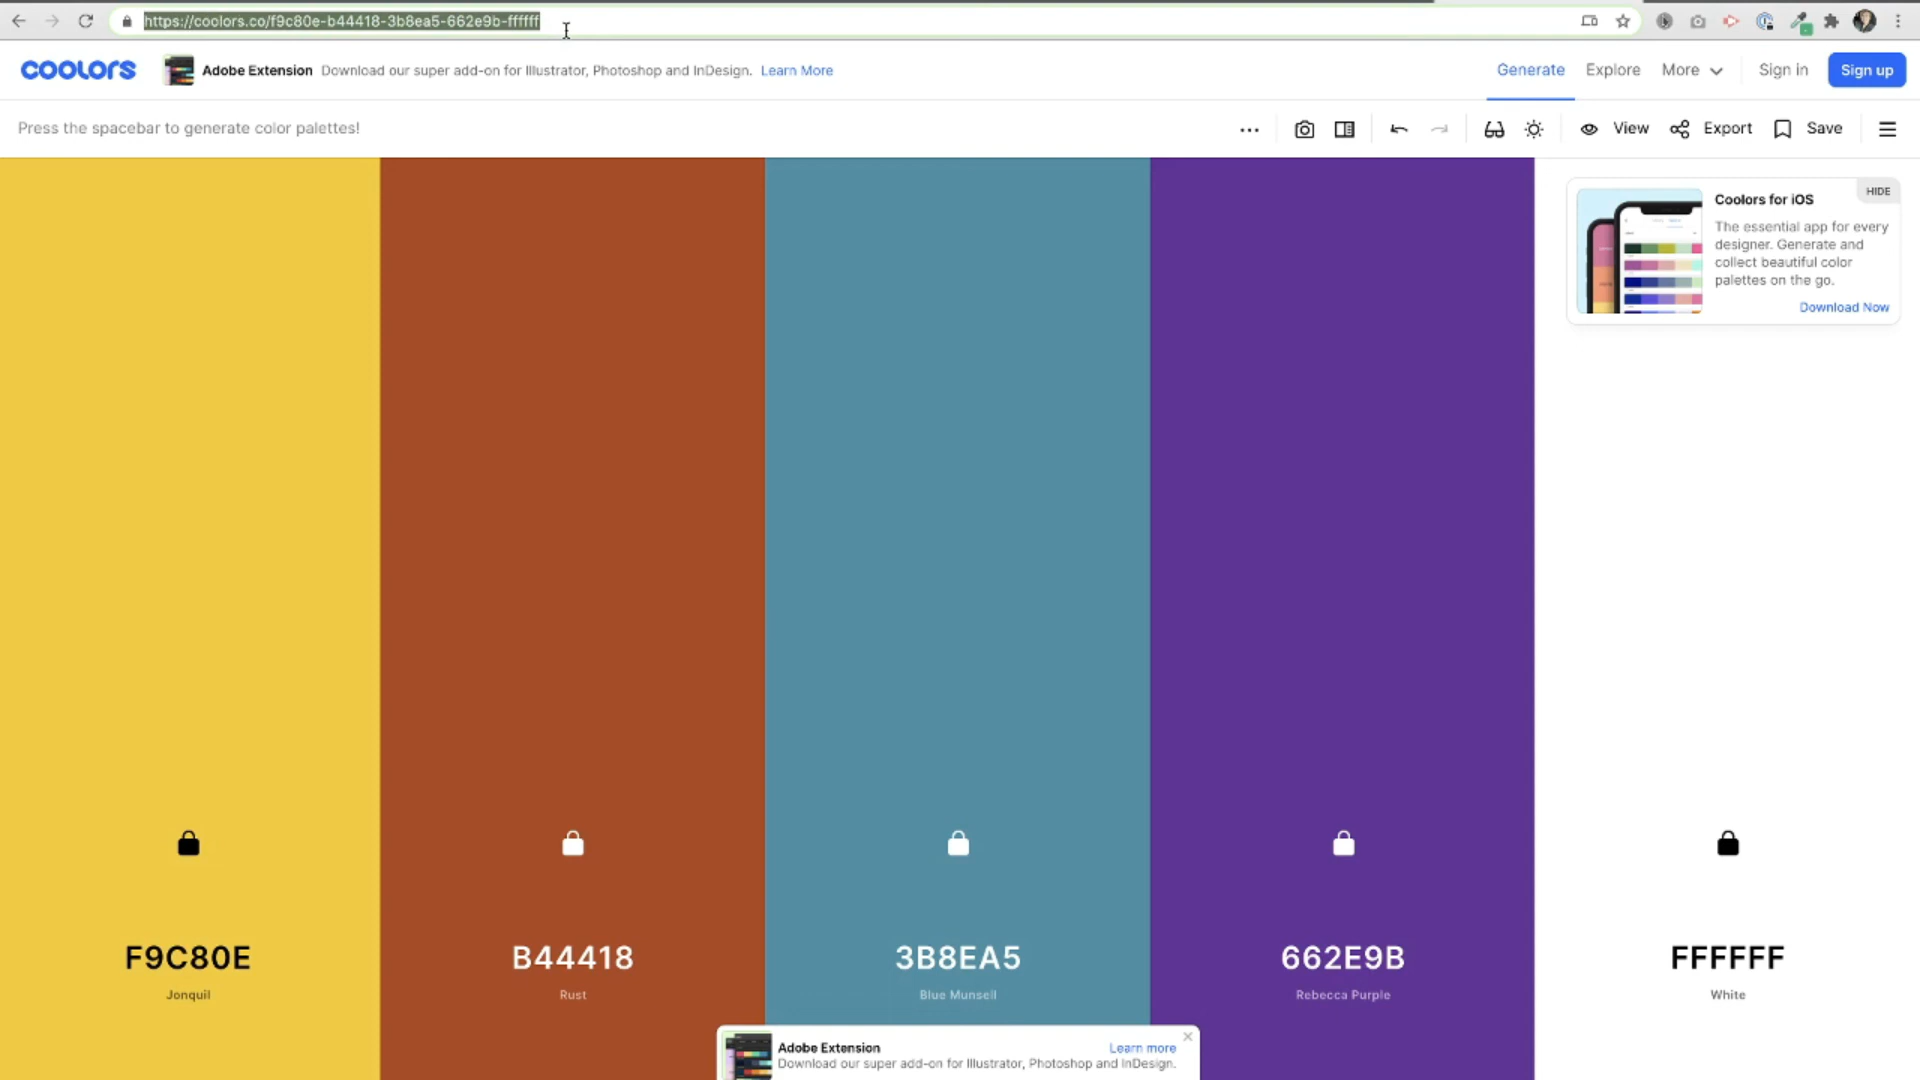 https://coolors.co/f9c80e-b44418-3b8ea5-662e9b-ffffff
coolors
Adobe Extension Download our super add-on for Illustrator, Photoshop and InDesign. Learn More
Generate Explore More Sign in Sign up
Press the spacebar to generate color palettes!
View Export Save
HIDE
Coolors for iOS
The essential app for every
designer. Generate and
collect beautiful color
palettes on the go.
Download Now
F9C80E B44418 3B8EA5 662E9B FFFFFF
Jonquil Rust Blue Munsell Rebecca Purple White
Adobe Extension Learn more
Download our super add-on for Illustrator, Photoshop and InDesign.